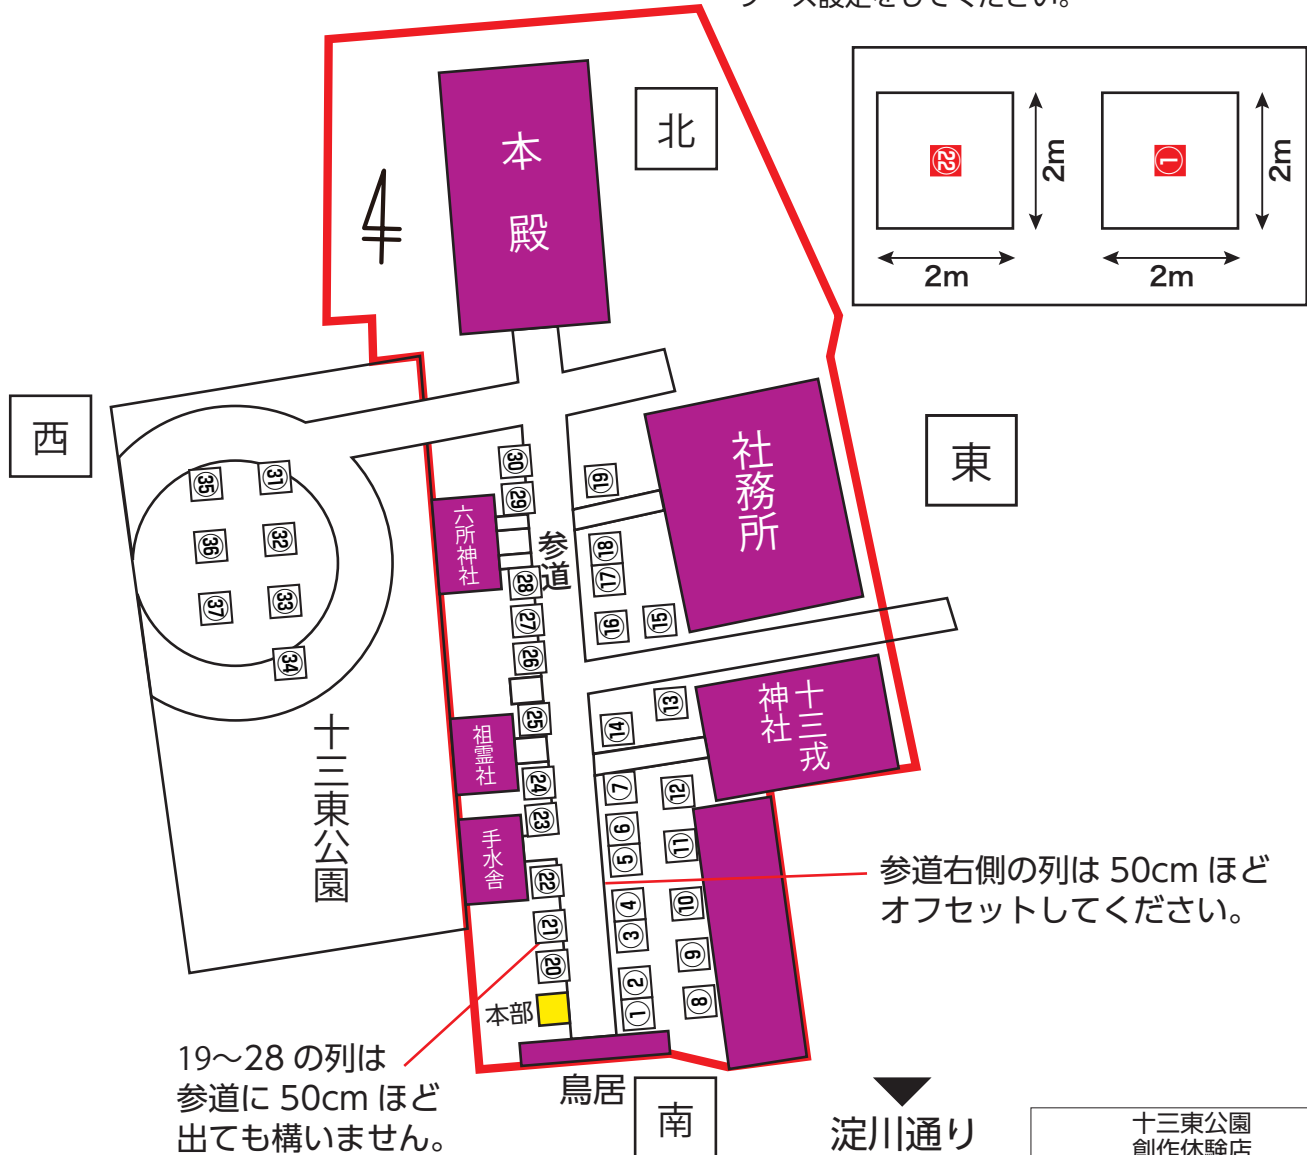 ブース設定をしてください。
北
本殿
㉒
2m
2m
①
2m
2m
西
東
社務所
参道
六所神社
㉚
㉙
㉘
㉗
㉖
㉕
㉔
㉓
㉒
㉑
⑳
⑲
⑱
⑰
⑯
⑮
⑭
⑬
十三戎神社
㉟
㉛
㊱
㉜
㊲
㉝
㉞
十三東公園
祖霊社
手水舎
⑦
⑫
⑥
⑤
⑪
④
③
⑩
⑨
②
①
⑧
本部
参道右側の列は 50cm ほど
オフセットしてください。
19～28 の列は
参道に 50cm ほど
出ても構いません。
鳥居
南
淀川通り
十三東公園
創作体験店